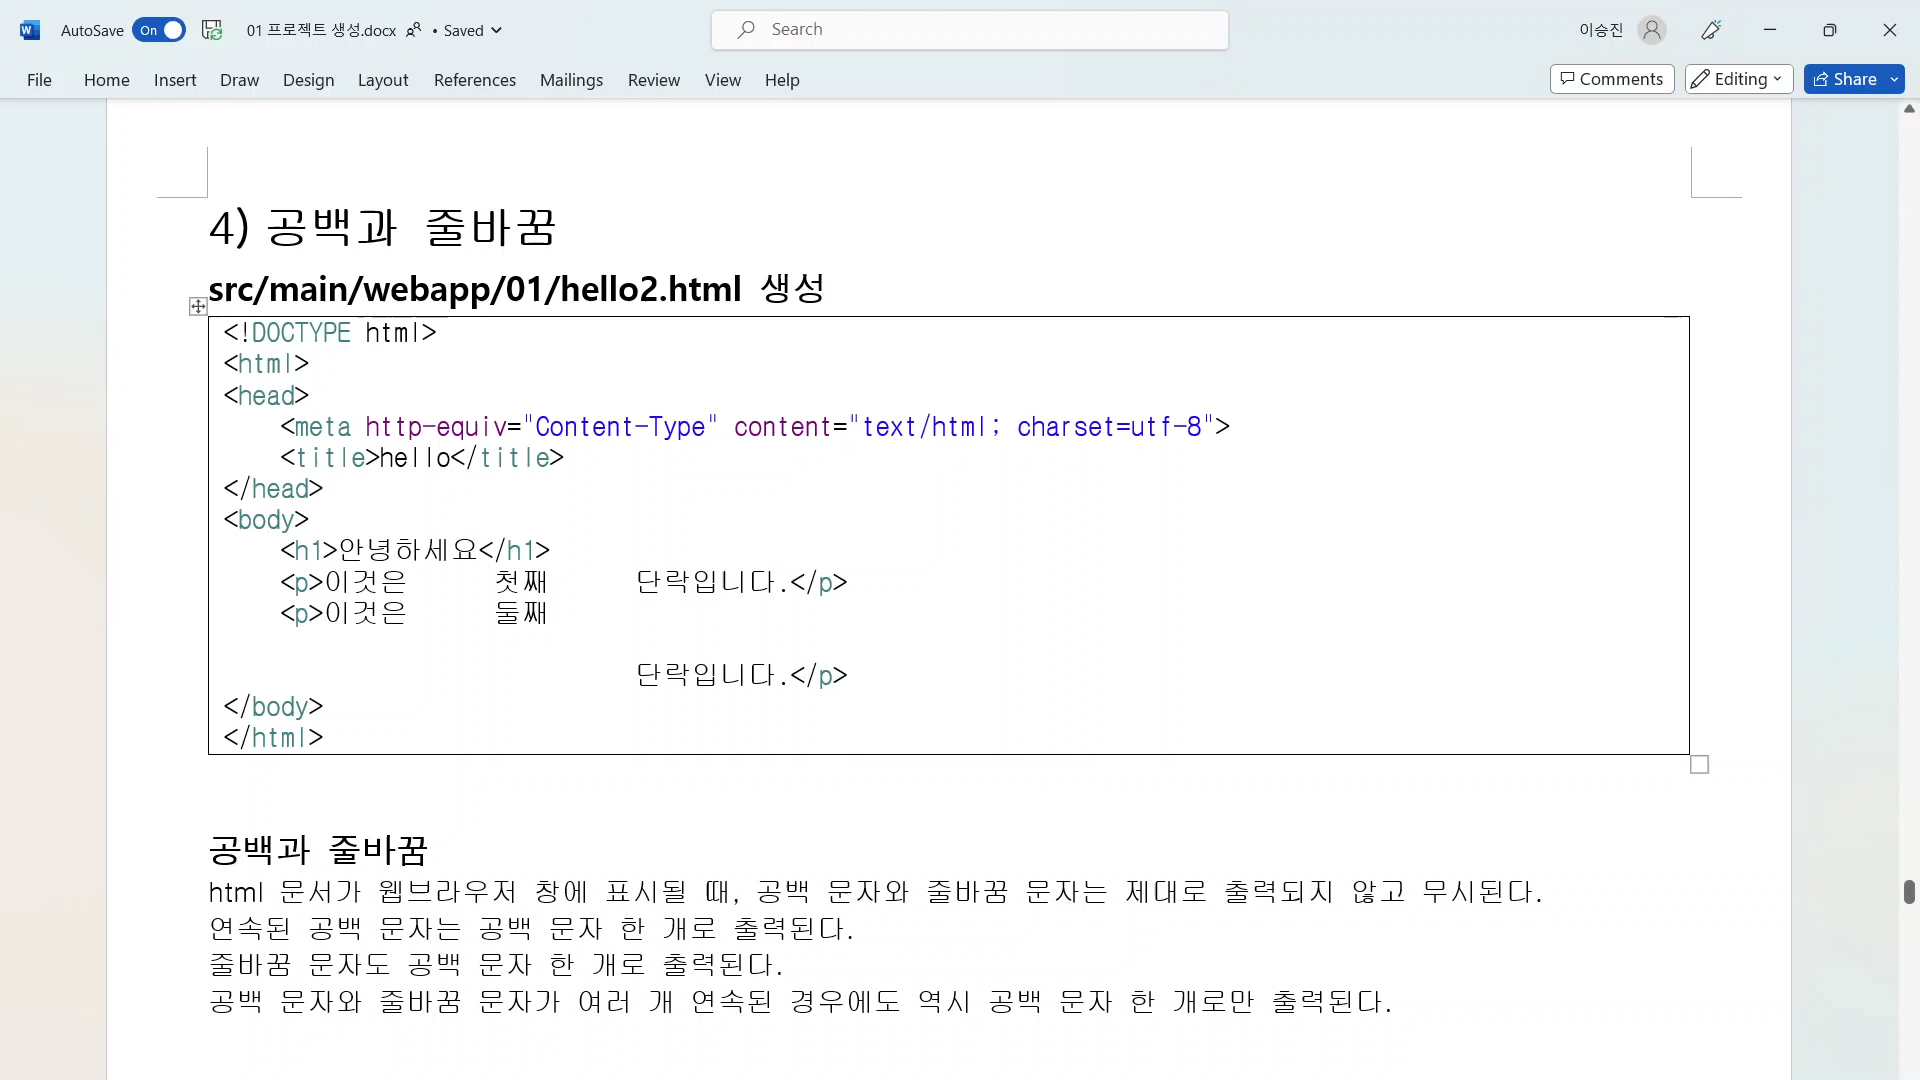 AutoSave On 01 프로젝트 생성.docx • Saved Search 이승진
File Home Insert Draw Design Layout References Mailings Review View Help Comments Editing Share
4) 공백과 줄바꿈
src/main/webapp/01/hello2.html 생성
<!DOCTYPE html>
<html>
<head>
    <meta http-equiv="Content-Type" content="text/html; charset=utf-8">
    <title>hello</title>
</head>
<body>
    <h1>안녕하세요</h1>
    <p>이것은      첫째      단락입니다.</p>
    <p>이것은      둘째
                             단락입니다.</p>
</body>
</html>
공백과 줄바꿈
html 문서가 웹브라우저 창에 표시될 때, 공백 문자와 줄바꿈 문자는 제대로 출력되지 않고 무시된다.
연속된 공백 문자는 공백 문자 한 개로 출력된다.
줄바꿈 문자도 공백 문자 한 개로 출력된다.
공백 문자와 줄바꿈 문자가 여러 개 연속된 경우에도 역시 공백 문자 한 개로만 출력된다.